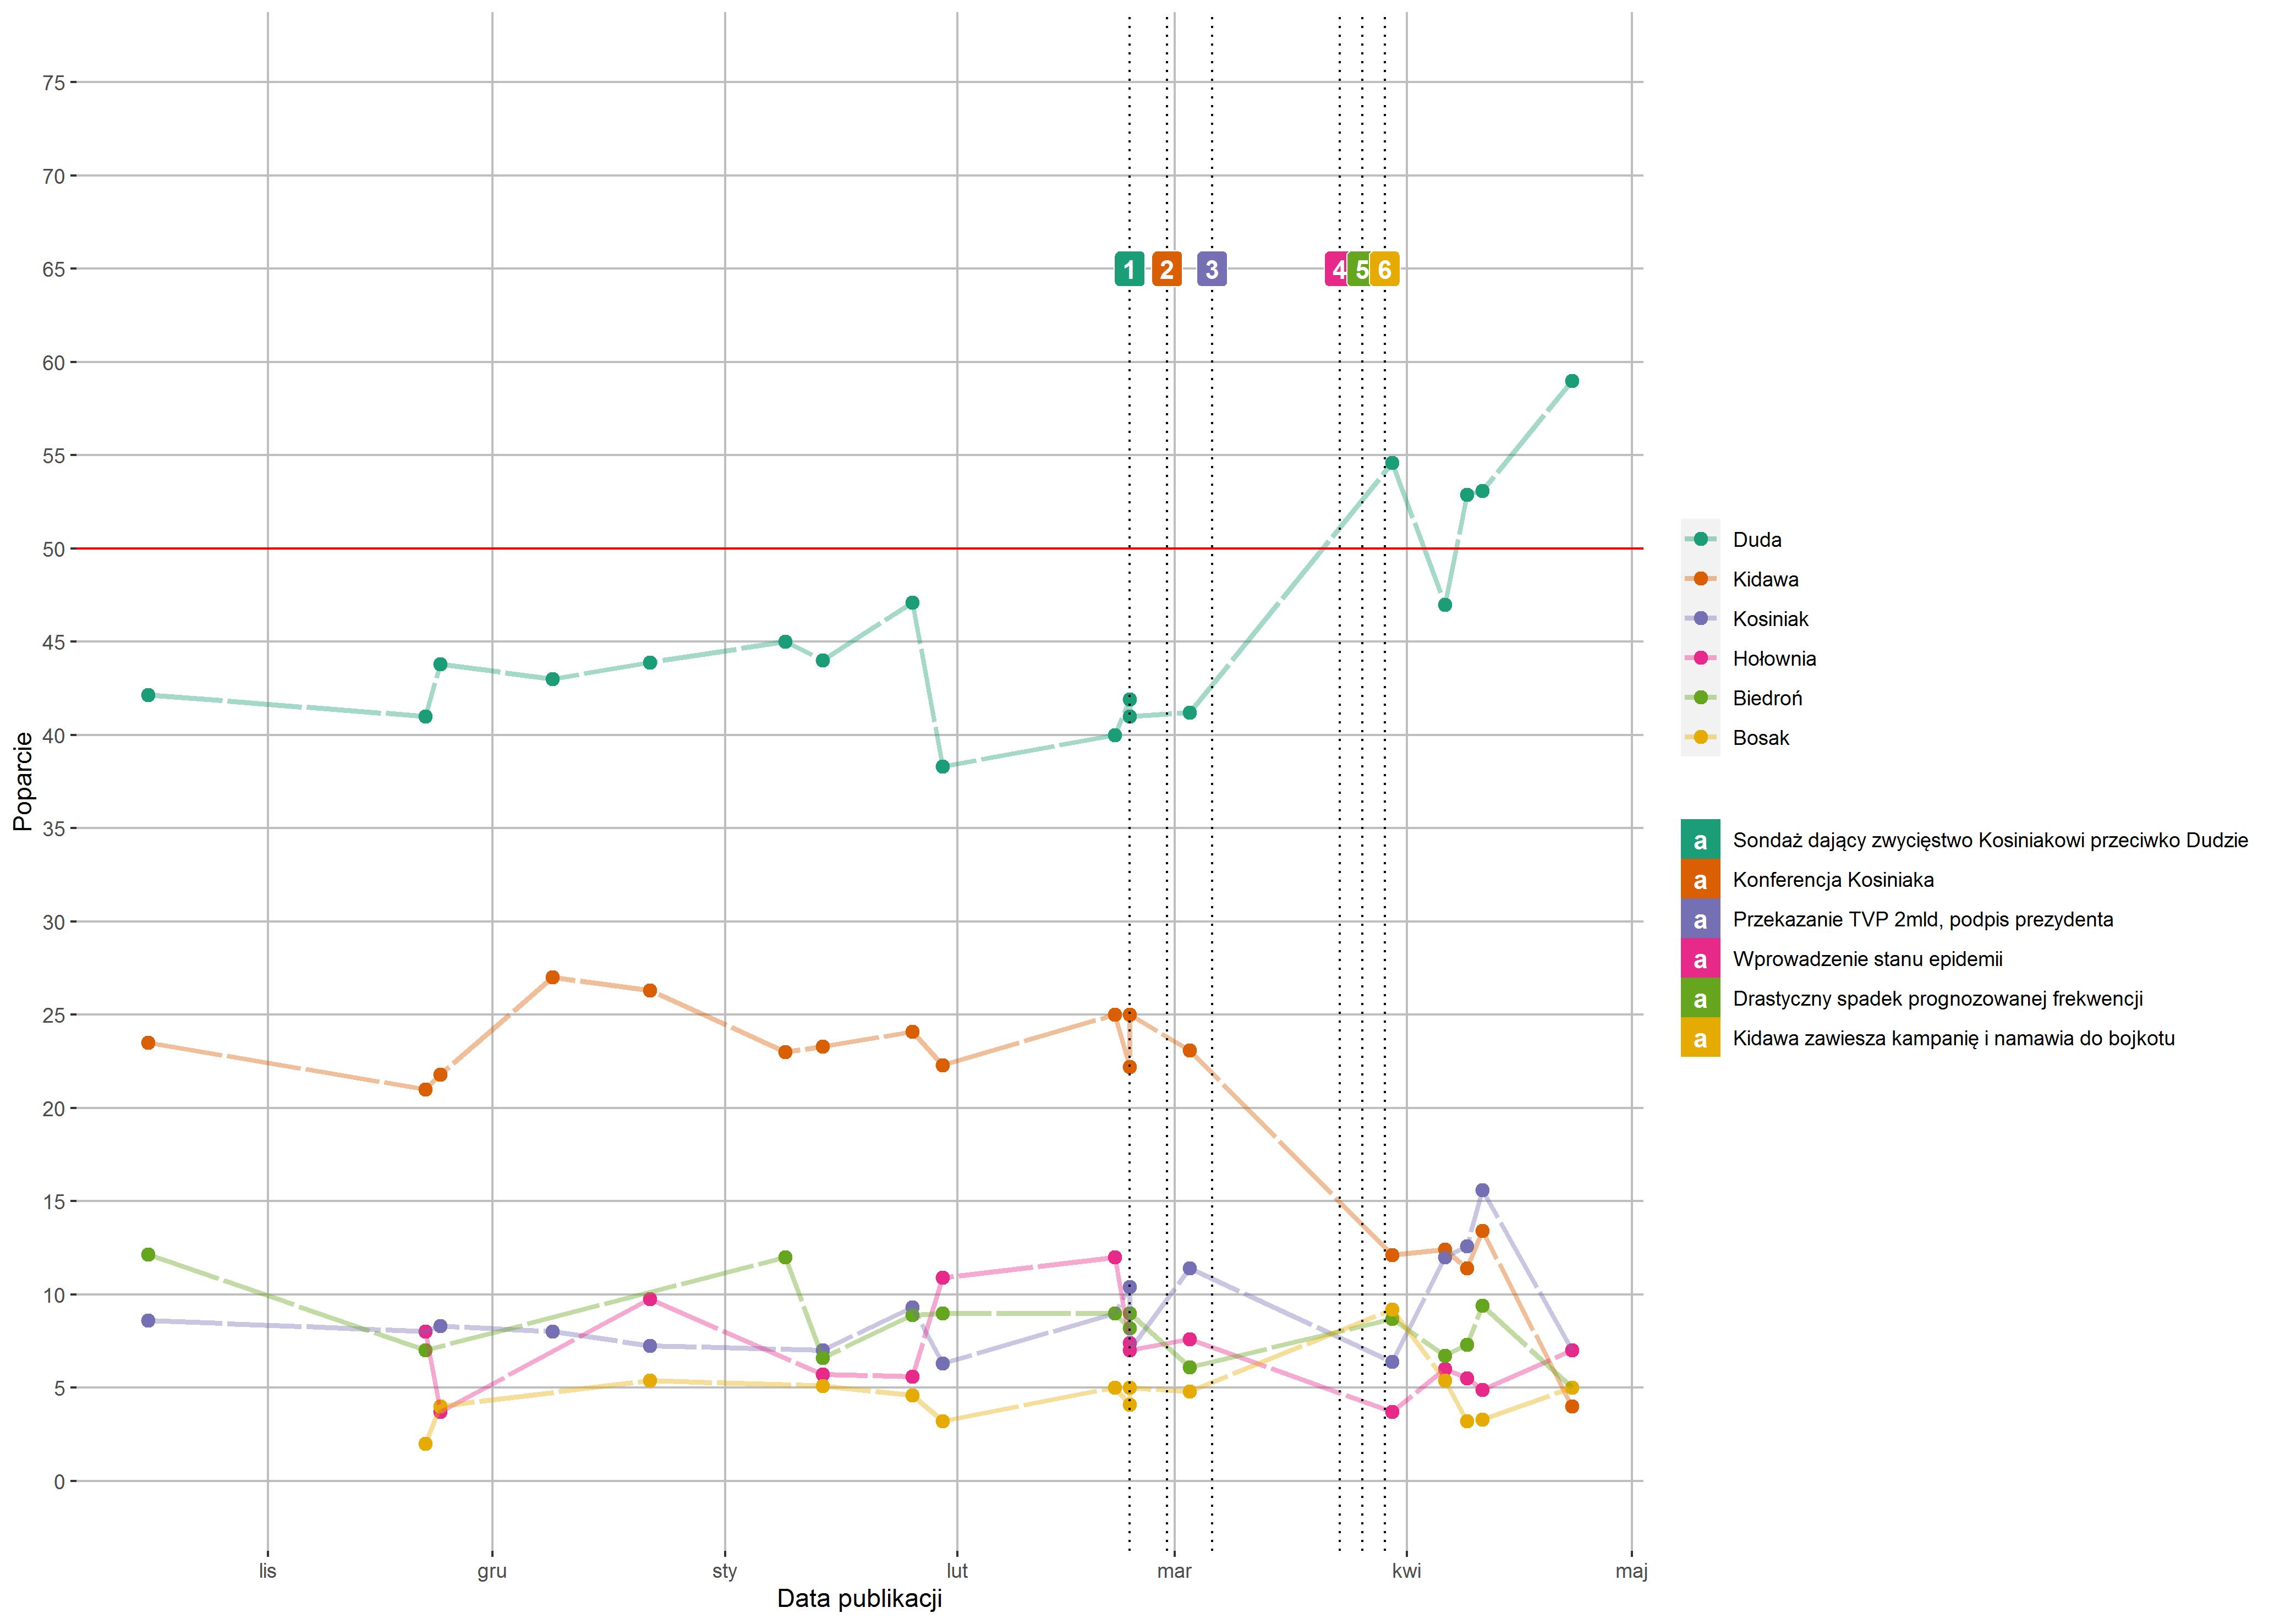 75
70
65
60
55
50
45
40
35
30
25
20
15
10
5
0
Poparcie
1 2 3 4 5 6
lis gru sty lut mar kwi maj
Data publikacji
Duda
Kidawa
Kosiniak
Hołownia
Biedroń
Bosak
a Sondaż dający zwycięstwo Kosiniakowi przeciwko Dudzie
a Konferencja Kosiniaka
a Przekazanie TVP 2mld, podpis prezydenta
a Wprowadzenie stanu epidemii
a Drastyczny spadek prognozowanej frekwencji
a Kidawa zawiesza kampanię i namawia do bojkotu